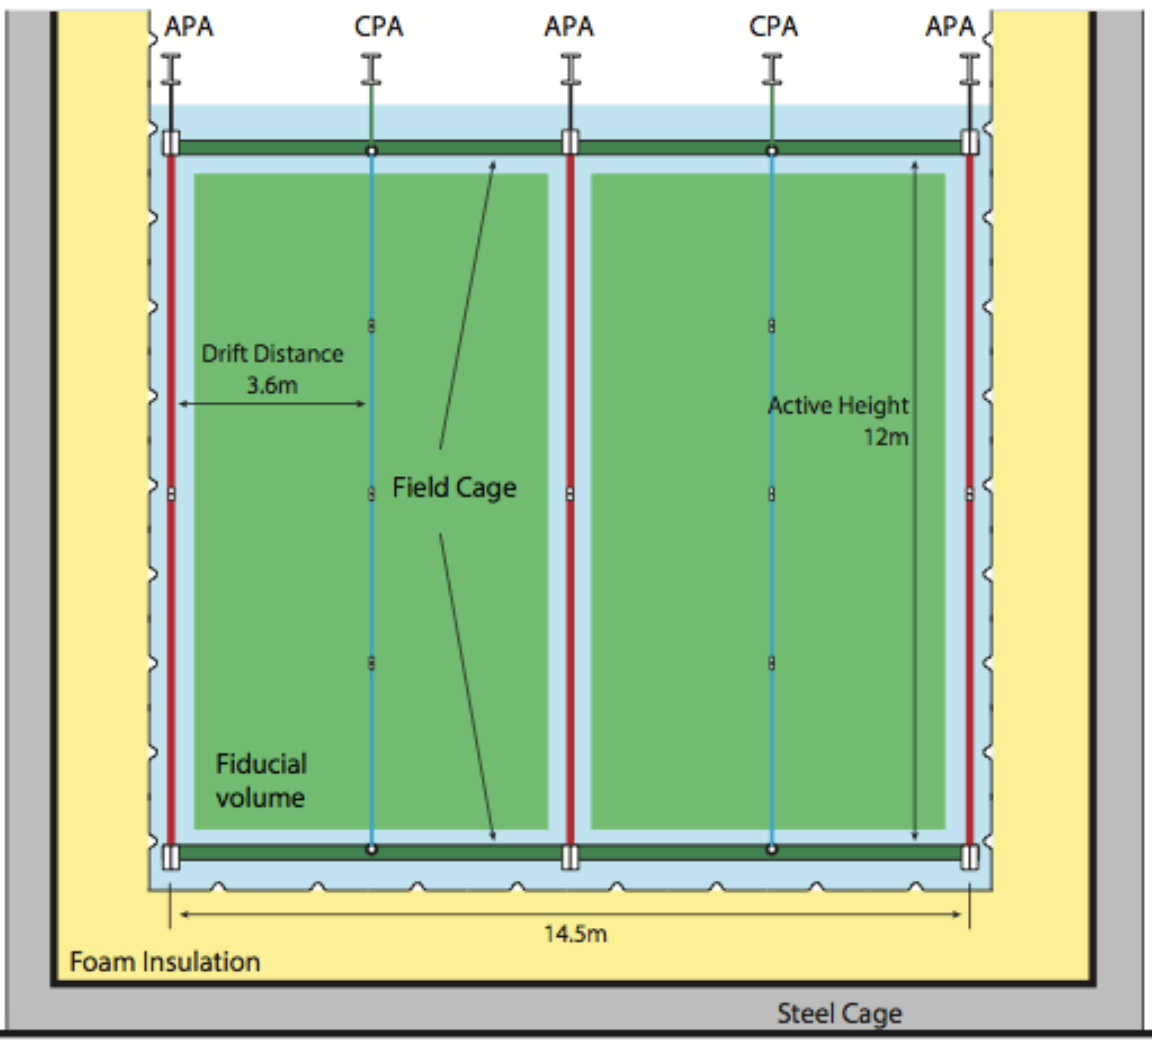 APA CPA APA CPA APA
Drift Distance
3.6m
Active Height
12m
Field Cage
Fiducial
volume
14.5m
Foam Insulation
Steel Cage